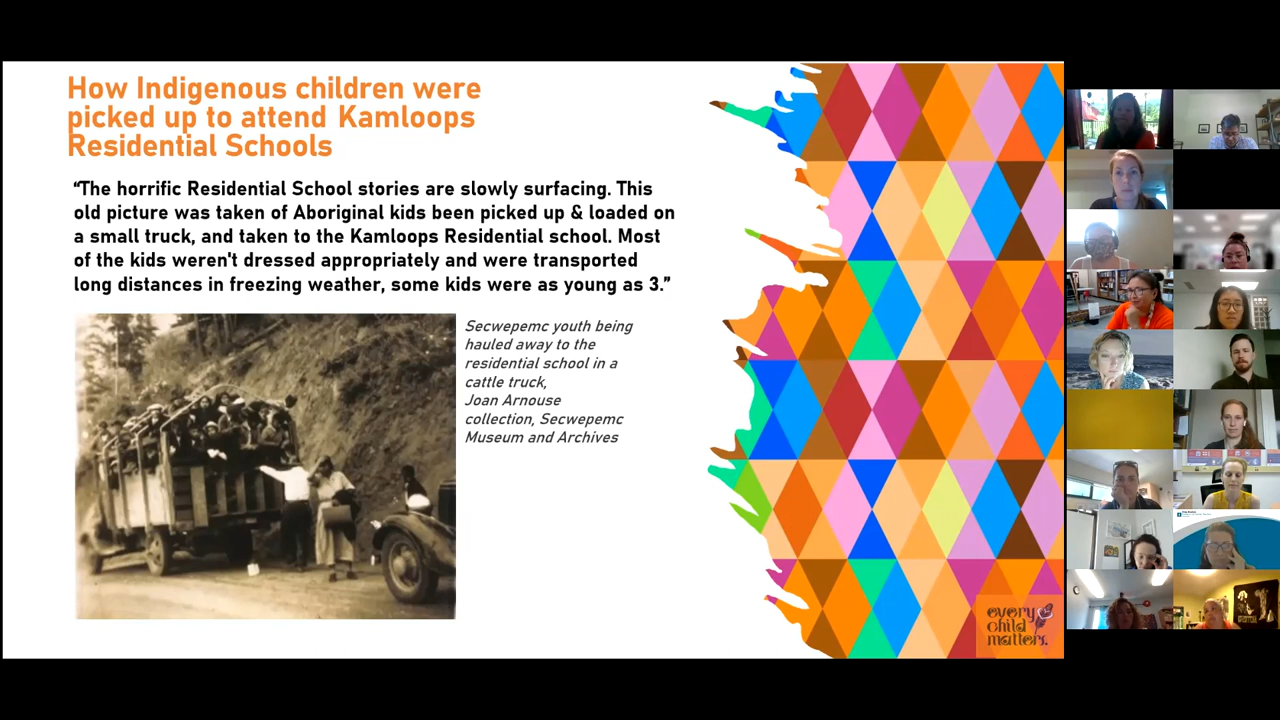 How Indigenous children were
picked up to attend Kamloops
Residential Schools
“The horrific Residential School stories are slowly surfacing. This
old picture was taken of Aboriginal kids been picked up & loaded on
a small truck, and taken to the Kamloops Residential school. Most
of the kids weren't dressed appropriately and were transported
long distances in freezing weather, some kids were as young as 3.”
Secwepemc youth being
hauled away to the
residential school in a
cattle truck,
Joan Arnouse
collection, Secwepemc
Museum and Archives
every
child
matters.